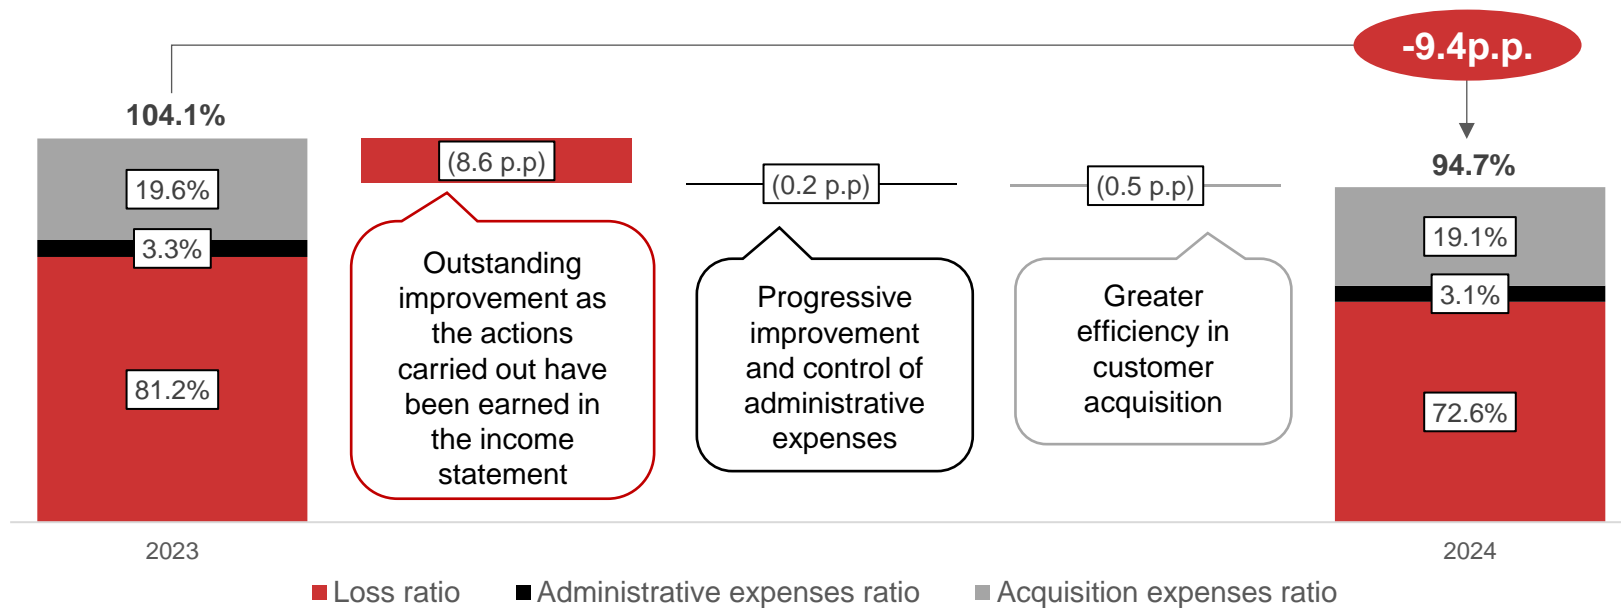 -9.4p.p.
104.1%
19.6%
3.3%
81.2%
(8.6 p.p)
Outstanding
improvement as
the actions
carried out have
been earned in
the income
statement
(0.2 p.p)
Progressive
improvement
and control of
administrative
expenses
(0.5 p.p)
Greater
efficiency in
customer
acquisition
94.7%
19.1%
3.1%
72.6%
2023
2024
Loss ratio
Administrative expenses ratio
Acquisition expenses ratio